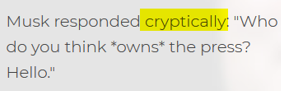 Musk responded cryptically: "Who
do you think *owns* the press?
Hello."